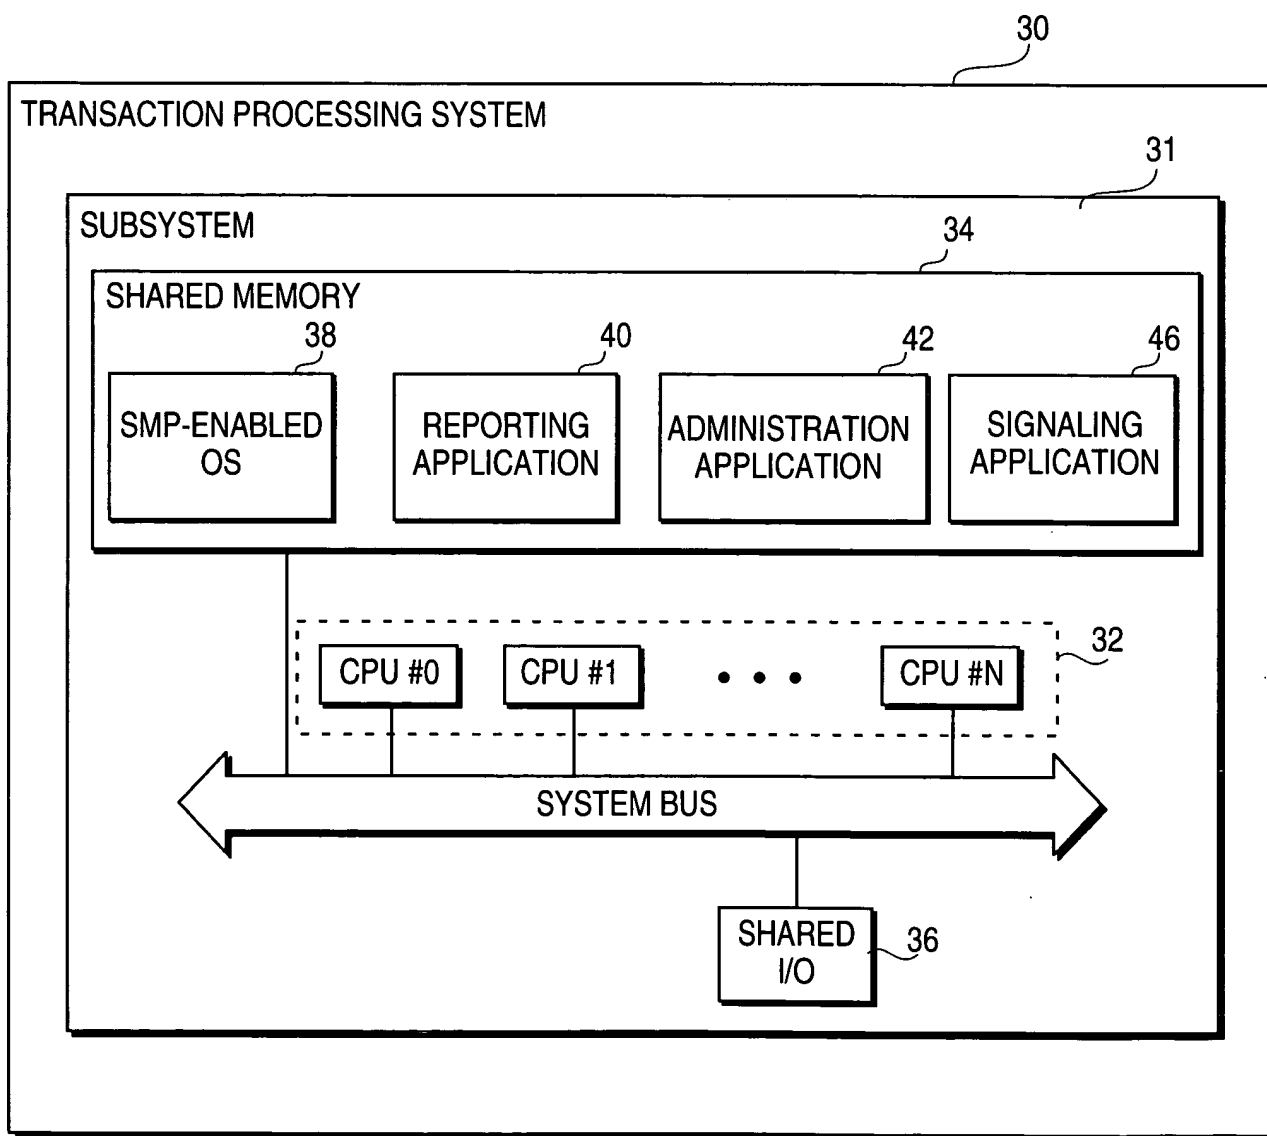 30
TRANSACTION PROCESSING SYSTEM
31
SUBSYSTEM
34
SHARED MEMORY
38
40
42
46
SMP-ENABLED
OS
REPORTING
APPLICATION
ADMINISTRATION
APPLICATION
SIGNALING
APPLICATION
32
CPU #0
CPU #1
CPU #N
SYSTEM BUS
SHARED
I/O
36